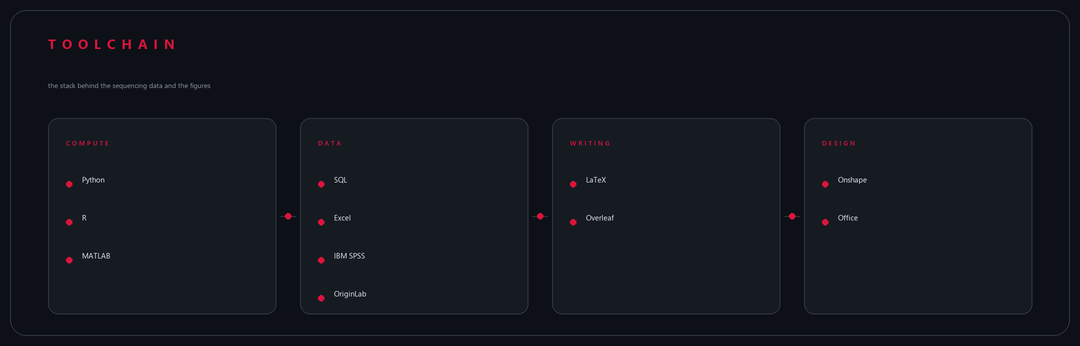 TOOLCHAIN
the stack behind the sequencing data and the figures
COMPUTE
Python
R
MATLAB
DATA
SQL
Excel
IBM SPSS
OriginLab
WRITING
LaTeX
Overleaf
DESIGN
Onshape
Office